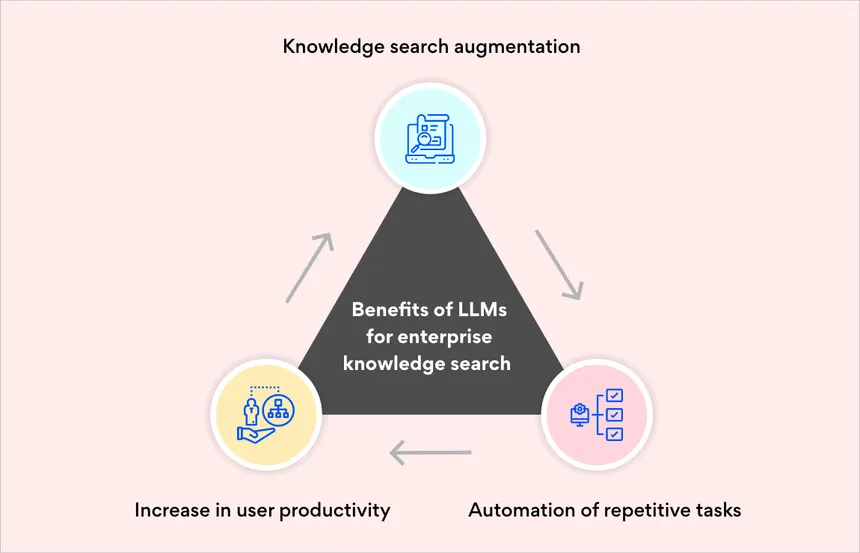 Knowledge search augmentation
Benefits of LLMs
for enterprise
knowledge search
Increase in user productivity
Automation of repetitive tasks